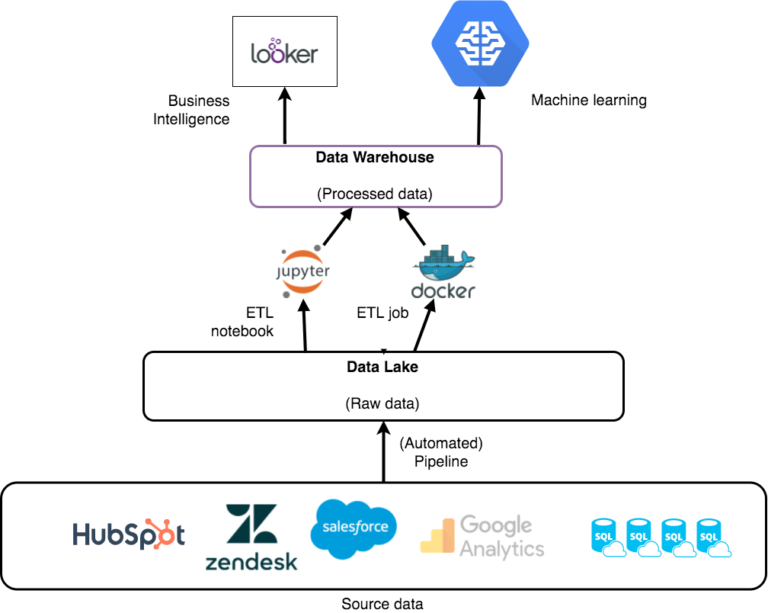 looker
Business
Intelligence
Machine learning
Data Warehouse
(Processed data)
jupyter
docker
ETL
notebook
ETL job
Data Lake
(Raw data)
(Automated)
Pipeline
HubSpot
zendesk
salesforce
Google
Analytics
SQL
SQL
SQL
SQL
Source data